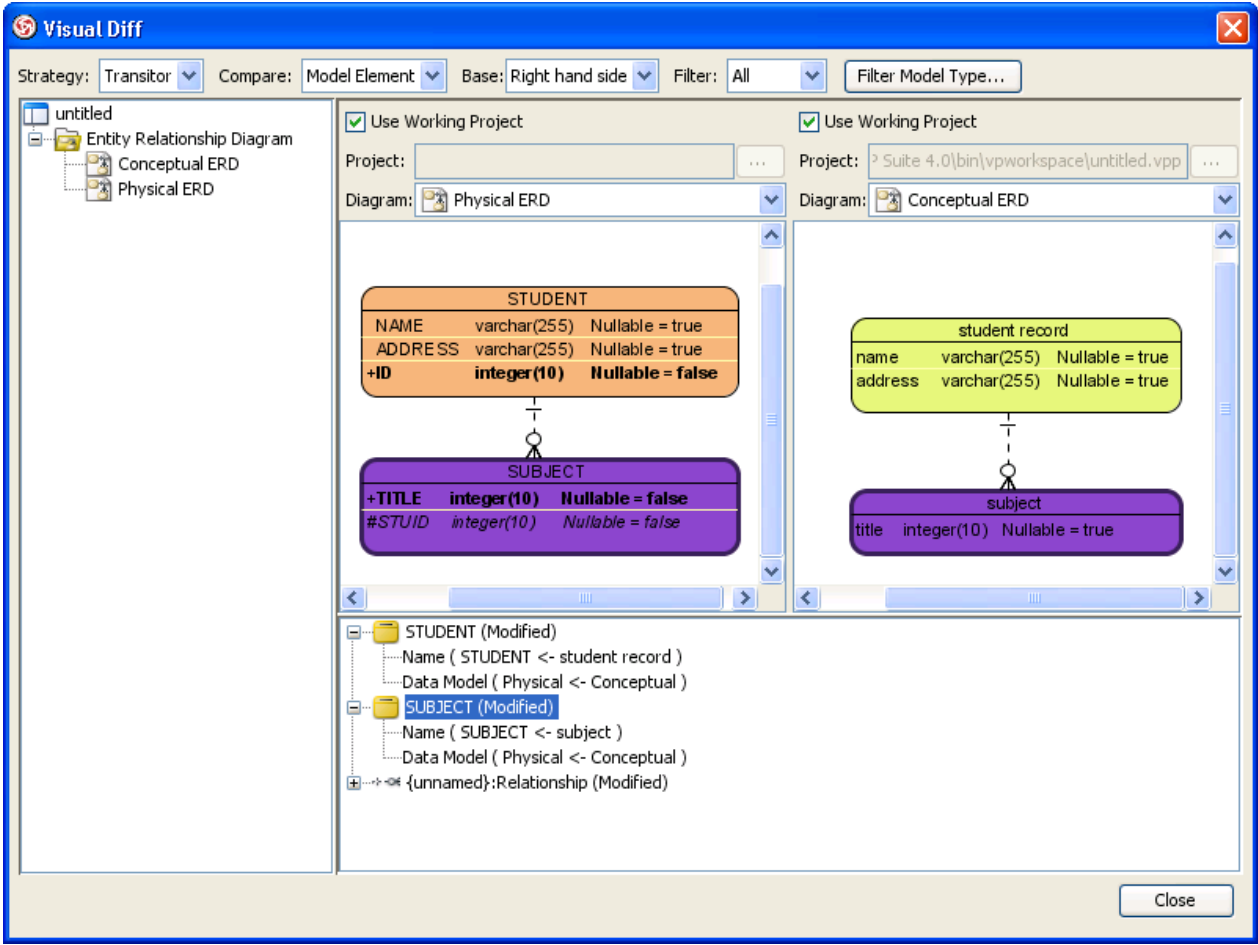 Visual Diff
Strategy: Transitor Compare: Model Element Base: Right hand side Filter: All Filter Model Type...
untitled
Entity Relationship Diagram
Conceptual ERD
Physical ERD
Use Working Project
Project: ...
Diagram: Physical ERD
STUDENT
NAME varchar(255) Nullable = true
ADDRESS varchar(255) Nullable = true
+ID integer(10) Nullable = false
SUBJECT
+TITLE integer(10) Nullable = false
#STUID integer(10) Nullable = false
Use Working Project
Project: Suite 4.0\bin\vpworkspace\untitled.vpp ...
Diagram: Conceptual ERD
student record
name varchar(255) Nullable = true
address varchar(255) Nullable = true
subject
title integer(10) Nullable = true
STUDENT (Modified)
Name ( STUDENT <- student record )
Data Model ( Physical <- Conceptual )
SUBJECT (Modified)
Name ( SUBJECT <- subject )
Data Model ( Physical <- Conceptual )
{unnamed}:Relationship (Modified)
Close